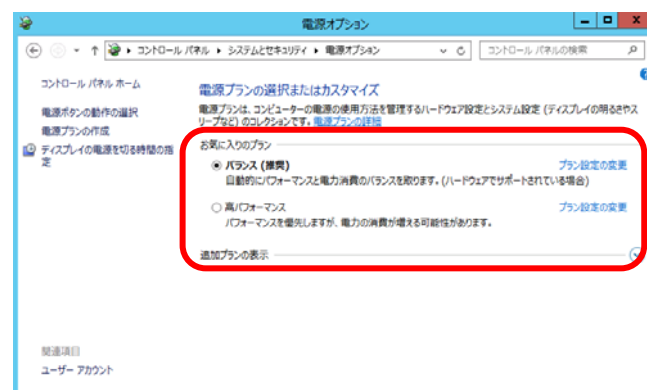 電源オプション
コントロール パネル ▸ システムとセキュリティ ▸ 電源オプション
コントロール パネルの検索
コントロール パネル ホーム
電源ボタンの動作の選択
電源プランの作成
ディスプレイの電源を切る時間の指
定
電源プランの選択またはカスタマイズ
電源プランは、コンピューターの電源の使用方法を管理するハードウェア設定とシステム設定 (ディスプレイの明るさやス
リープなど) のコレクションです。電源プランの詳細
お気に入りのプラン
バランス (推奨)
プラン設定の変更
自動的にパフォーマンスと電力消費のバランスを取ります。(ハードウェアでサポートされている場合)
高パフォーマンス
プラン設定の変更
パフォーマンスを優先しますが、電力の消費が増える可能性があります。
追加プランの表示
関連項目
ユーザー アカウント